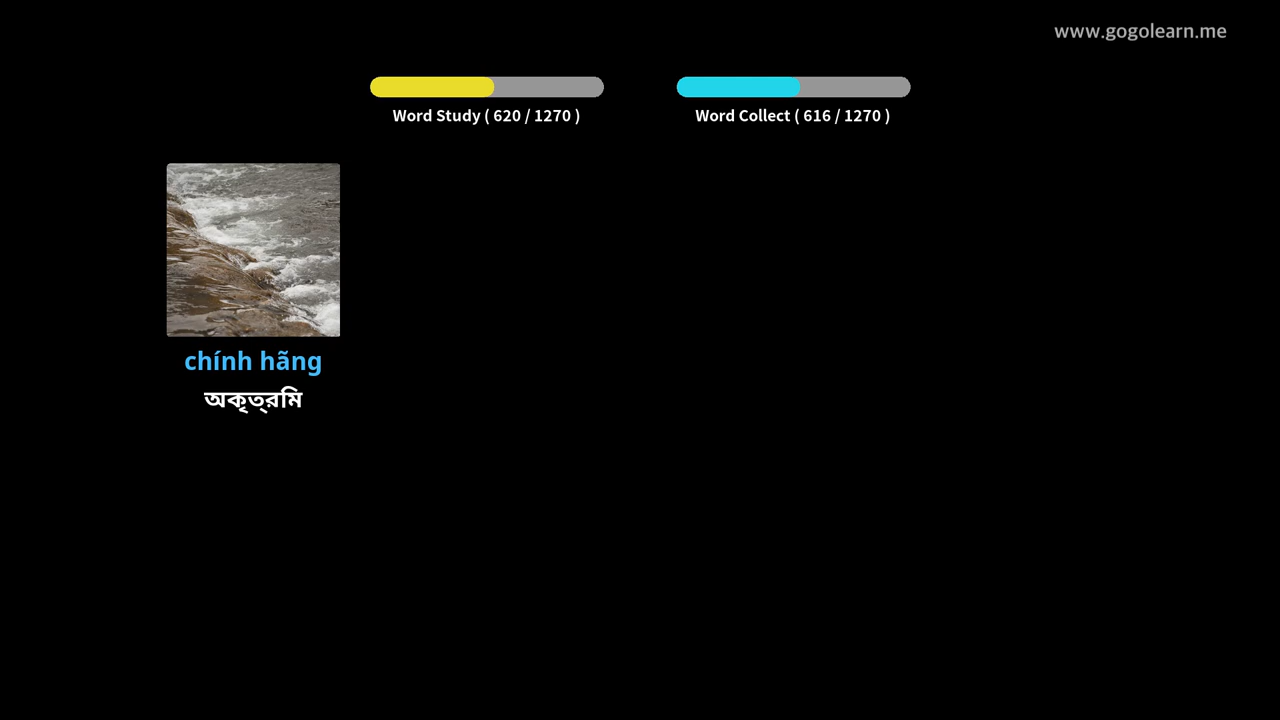 www.gogolearn.me
Word Study ( 620 / 1270 )
Word Collect ( 616 / 1270 )
chính hãng
অকৃত্রিম